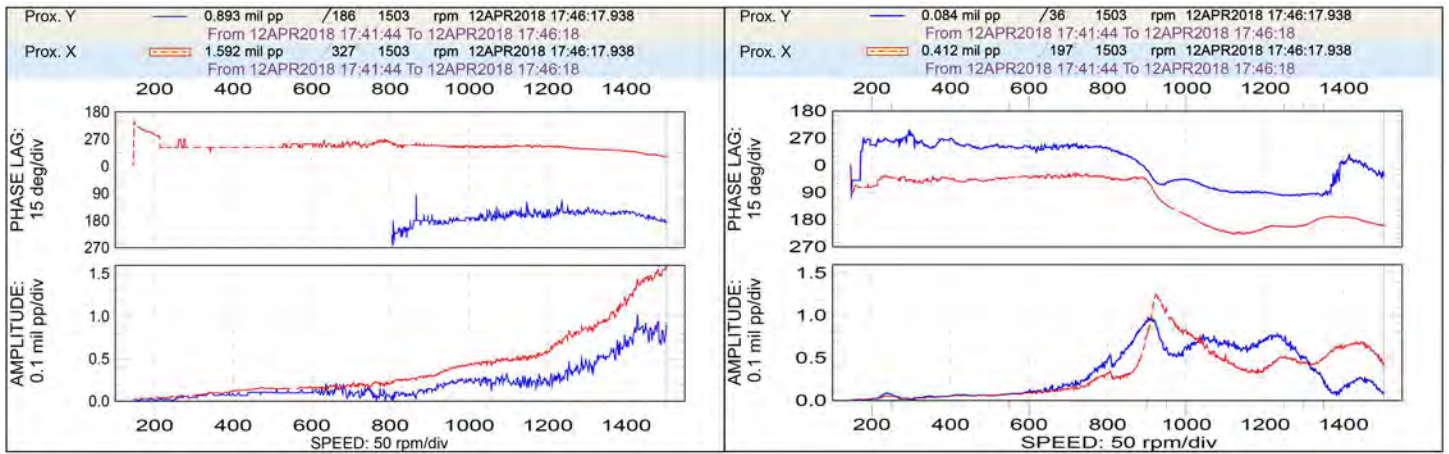 Prox. Y 0.893 mil pp /186 1503 rpm 12APR2018 17:46:17.938
From 12APR2018 17:41:44 To 12APR2018 17:46:18
Prox. X 1.592 mil pp /327 1503 rpm 12APR2018 17:46:17.938
From 12APR2018 17:41:44 To 12APR2018 17:46:18
200 400 600 800 1000 1200 1400
PHASE LAG:
15 deg/div
180
270
0
90
180
270
AMPLITUDE:
0.1 mil pp/div
1.5
1.0
0.5
0.0
200 400 600 800 1000 1200 1400
SPEED: 50 rpm/div
Prox. Y 0.084 mil pp /36 1503 rpm 12APR2018 17:46:17.938
From 12APR2018 17:41:44 To 12APR2018 17:46:18
Prox. X 0.412 mil pp /197 1503 rpm 12APR2018 17:46:17.938
From 12APR2018 17:41:44 To 12APR2018 17:46:18
200 400 600 800 1000 1200 1400
PHASE LAG:
15 deg/div
180
270
0
90
180
270
AMPLITUDE:
0.1 mil pp/div
1.5
1.0
0.5
0.0
200 400 600 800 1000 1200 1400
SPEED: 50 rpm/div